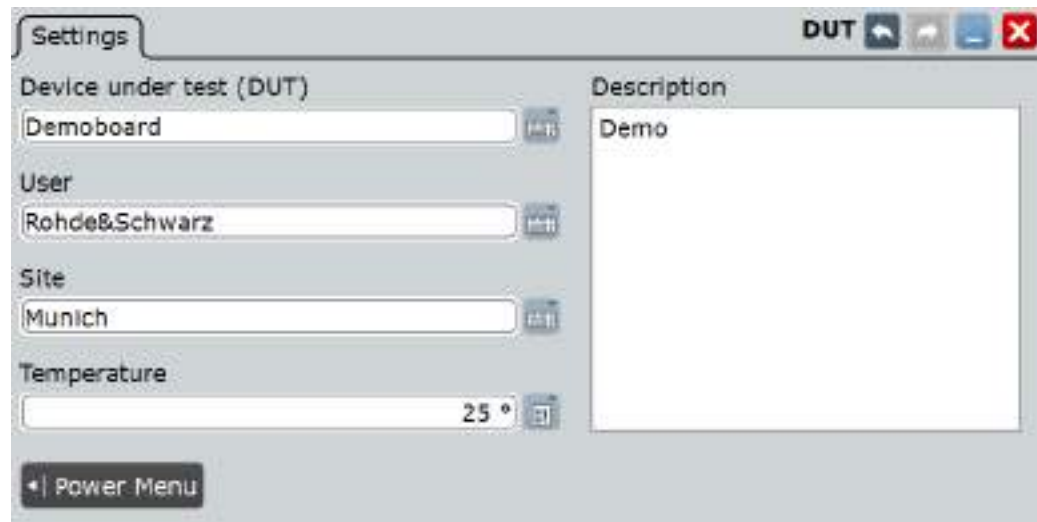 Settings
DUT
Device under test (DUT)
Demoboard
User
Rohde&Schwarz
Site
Munich
Temperature
25 °
Power Menu
Description
Demo